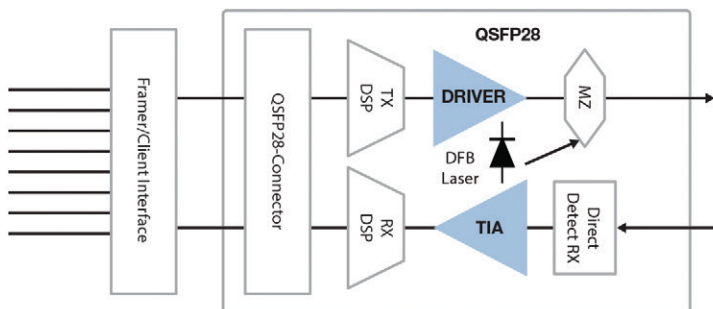 QSFP28
Framer/Client Interface
QSFP28-Connector
TX
DSP
DRIVER
MZ
DFB
Laser
RX
DSP
TIA
Direct
Detect RX